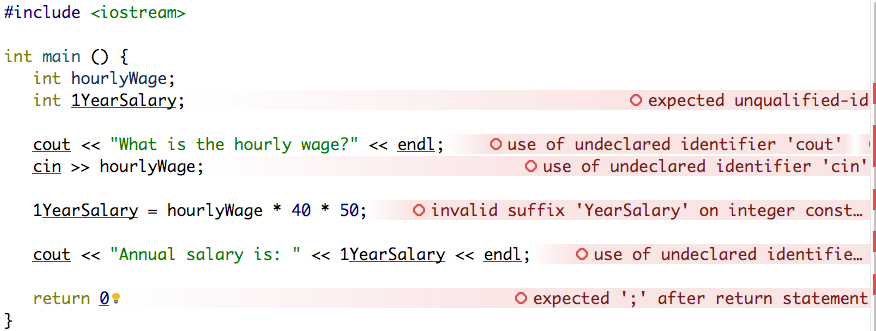 #include <iostream>
int main () {
int hourlyWage;
int 1YearSalary; expected unqualified-id
cout << "What is the hourly wage?" << endl; use of undeclared identifier 'cout'
cin >> hourlyWage; use of undeclared identifier 'cin'
1YearSalary = hourlyWage * 40 * 50; invalid suffix 'YearSalary' on integer const…
cout << "Annual salary is: " << 1YearSalary << endl; use of undeclared identifie…
return 0 expected ';' after return statement
}